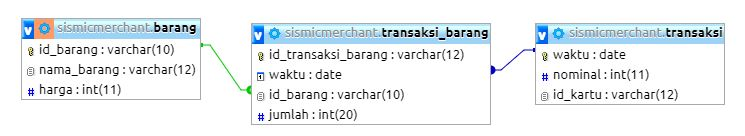 sismicmerchant.barang
id_barang : varchar(10)
nama_barang : varchar(12)
harga : int(11)
sismicmerchant.transaksi_barang
id_transaksi_barang : varchar(12)
waktu : date
id_barang : varchar(10)
jumlah : int(20)
sismicmerchant.transaksi
waktu : date
nominal : int(11)
id_kartu : varchar(12)